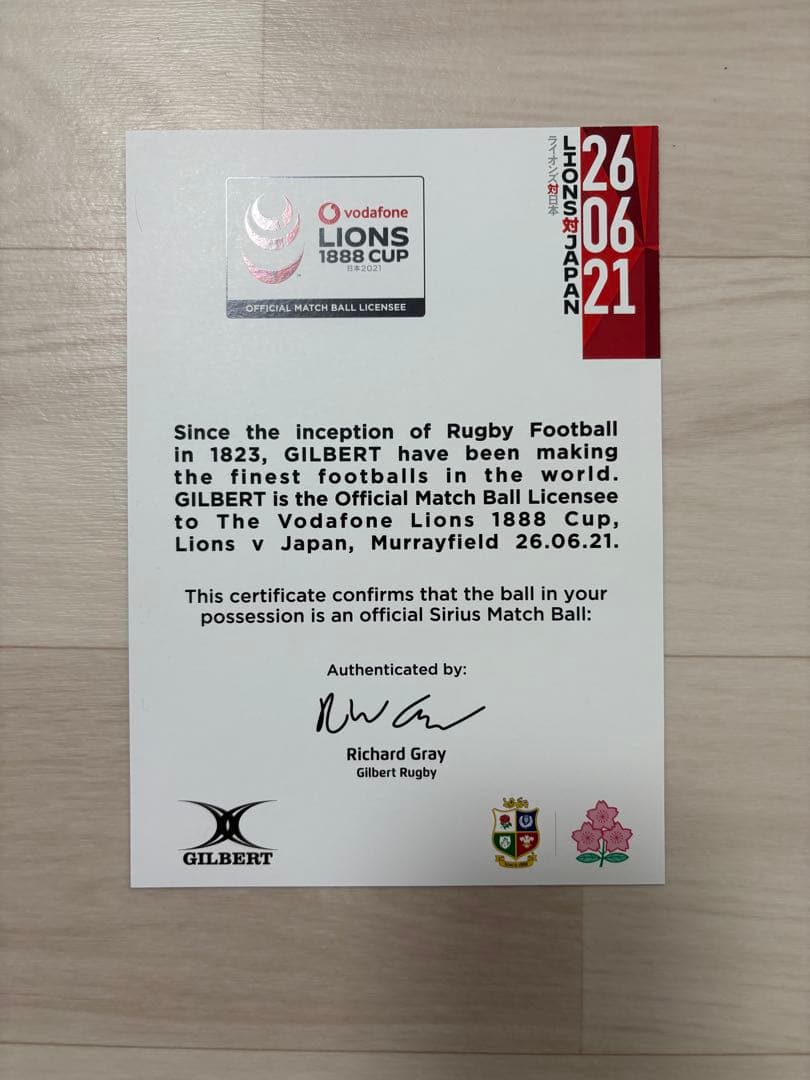 vodafone
LIONS
1888 CUP
日本2021
™
OFFICIAL MATCH BALL LICENSEE
ライオンズ対日本
LIONS対JAPAN
26
06
21
Since the inception of Rugby Football
in 1823, GILBERT have been making
the finest footballs in the world.
GILBERT is the Official Match Ball Licensee
to The Vodafone Lions 1888 Cup,
Lions v Japan, Murrayfield 26.06.21.
This certificate confirms that the ball in your
possession is an official Sirius Match Ball:
Authenticated by:
Richard Gray
Gilbert Rugby
GILBERT